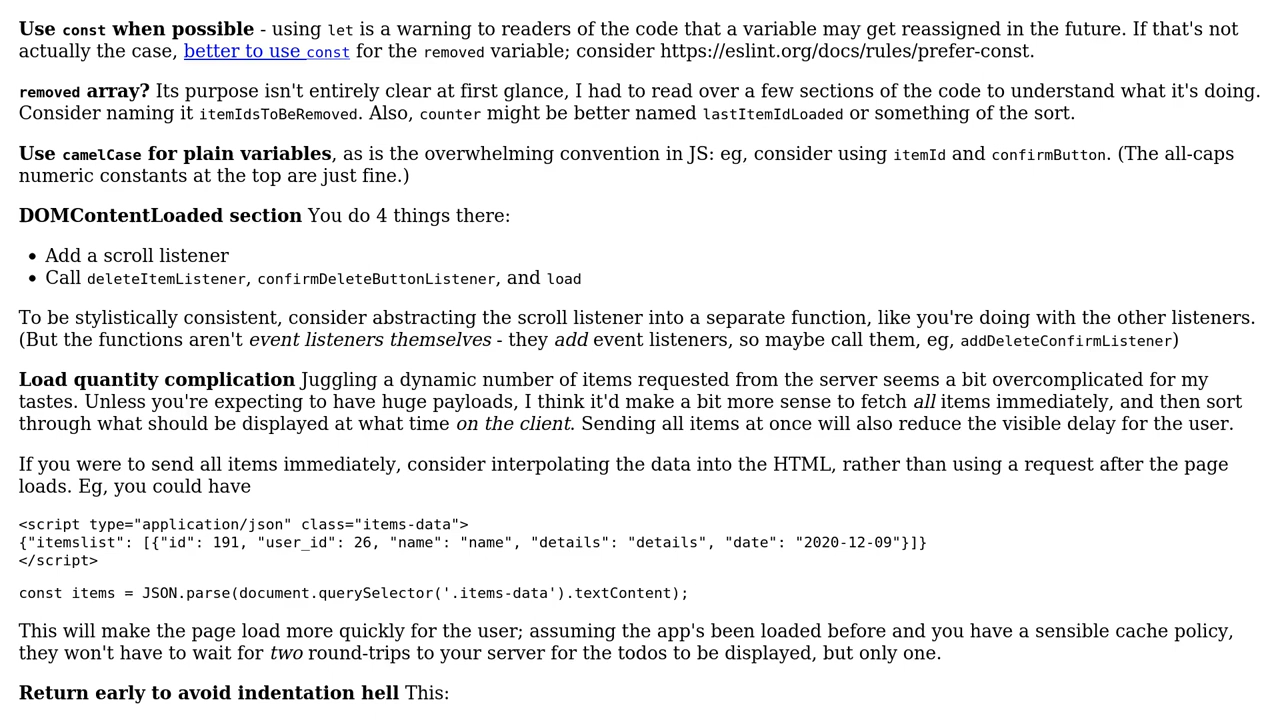 Use const when possible - using let is a warning to readers of the code that a variable may get reassigned in the future. If that's not
actually the case, better to use const for the removed variable; consider https://eslint.org/docs/rules/prefer-const.
removed array? Its purpose isn't entirely clear at first glance, I had to read over a few sections of the code to understand what it's doing.
Consider naming it itemIdsToBeRemoved. Also, counter might be better named lastItemIdLoaded or something of the sort.
Use camelCase for plain variables, as is the overwhelming convention in JS: eg, consider using itemId and confirmButton. (The all-caps
numeric constants at the top are just fine.)
DOMContentLoaded section You do 4 things there:
• Add a scroll listener
• Call deleteItemListener, confirmDeleteButtonListener, and load
To be stylistically consistent, consider abstracting the scroll listener into a separate function, like you're doing with the other listeners.
(But the functions aren't event listeners themselves - they add event listeners, so maybe call them, eg, addDeleteConfirmListener)
Load quantity complication Juggling a dynamic number of items requested from the server seems a bit overcomplicated for my
tastes. Unless you're expecting to have huge payloads, I think it'd make a bit more sense to fetch all items immediately, and then sort
through what should be displayed at what time on the client. Sending all items at once will also reduce the visible delay for the user.
If you were to send all items immediately, consider interpolating the data into the HTML, rather than using a request after the page
loads. Eg, you could have
<script type="application/json" class="items-data">
{"itemslist": [{"id": 191, "user_id": 26, "name": "name", "details": "details", "date": "2020-12-09"}]}
</script>
const items = JSON.parse(document.querySelector('.items-data').textContent);
This will make the page load more quickly for the user; assuming the app's been loaded before and you have a sensible cache policy,
they won't have to wait for two round-trips to your server for the todos to be displayed, but only one.
Return early to avoid indentation hell This: